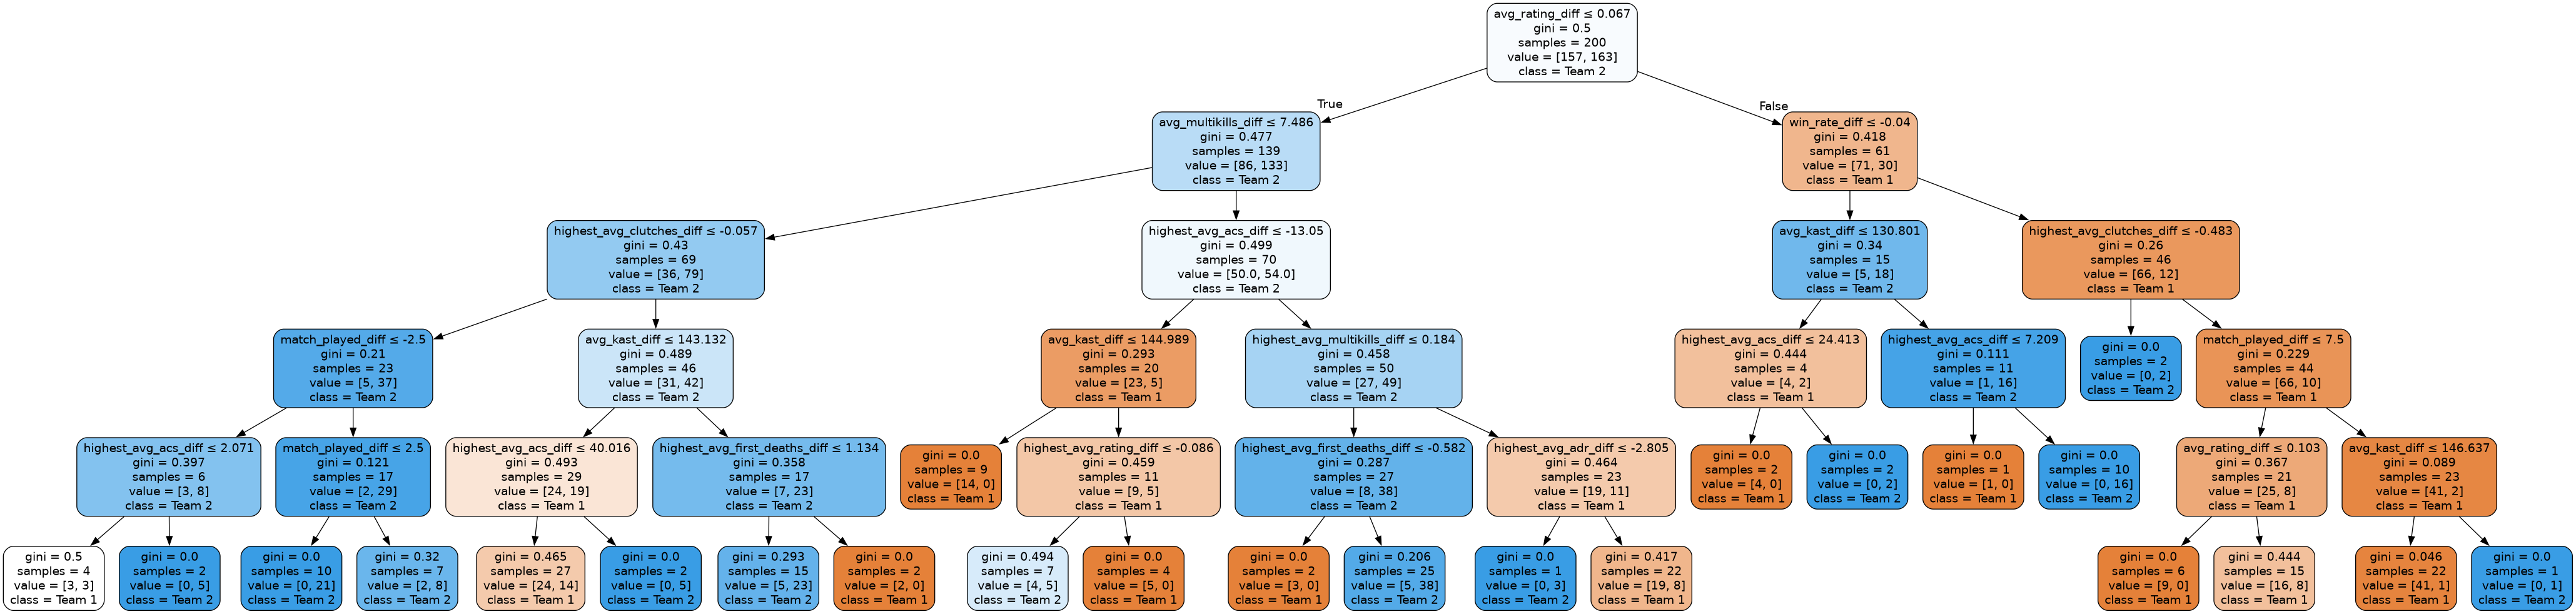 avg_rating_diff ≤ 0.067
gini = 0.5
samples = 200
value = [157, 163]
class = Team 2
True
False
avg_multikills_diff ≤ 7.486
gini = 0.477
samples = 139
value = [86, 133]
class = Team 2
win_rate_diff ≤ -0.04
gini = 0.418
samples = 61
value = [71, 30]
class = Team 1
highest_avg_clutches_diff ≤ -0.057
gini = 0.43
samples = 69
value = [36, 79]
class = Team 2
highest_avg_acs_diff ≤ -13.05
gini = 0.499
samples = 70
value = [50.0, 54.0]
class = Team 2
avg_kast_diff ≤ 130.801
gini = 0.34
samples = 15
value = [5, 18]
class = Team 2
highest_avg_clutches_diff ≤ -0.483
gini = 0.26
samples = 46
value = [66, 12]
class = Team 1
match_played_diff ≤ -2.5
gini = 0.21
samples = 23
value = [5, 37]
class = Team 2
avg_kast_diff ≤ 143.132
gini = 0.489
samples = 46
value = [31, 42]
class = Team 2
avg_kast_diff ≤ 144.989
gini = 0.293
samples = 20
value = [23, 5]
class = Team 1
highest_avg_multikills_diff ≤ 0.184
gini = 0.458
samples = 50
value = [27, 49]
class = Team 2
highest_avg_acs_diff ≤ 24.413
gini = 0.444
samples = 4
value = [4, 2]
class = Team 1
highest_avg_acs_diff ≤ 7.209
gini = 0.111
samples = 11
value = [1, 16]
class = Team 2
gini = 0.0
samples = 2
value = [0, 2]
class = Team 2
match_played_diff ≤ 7.5
gini = 0.229
samples = 44
value = [66, 10]
class = Team 1
highest_avg_acs_diff ≤ 2.071
gini = 0.397
samples = 6
value = [3, 8]
class = Team 2
match_played_diff ≤ 2.5
gini = 0.121
samples = 17
value = [2, 29]
class = Team 2
highest_avg_acs_diff ≤ 40.016
gini = 0.493
samples = 29
value = [24, 19]
class = Team 1
highest_avg_first_deaths_diff ≤ 1.134
gini = 0.358
samples = 17
value = [7, 23]
class = Team 2
gini = 0.0
samples = 9
value = [14, 0]
class = Team 1
highest_avg_rating_diff ≤ -0.086
gini = 0.459
samples = 11
value = [9, 5]
class = Team 1
highest_avg_first_deaths_diff ≤ -0.582
gini = 0.287
samples = 27
value = [8, 38]
class = Team 2
highest_avg_adr_diff ≤ -2.805
gini = 0.464
samples = 23
value = [19, 11]
class = Team 1
gini = 0.0
samples = 2
value = [4, 0]
class = Team 1
gini = 0.0
samples = 2
value = [0, 2]
class = Team 2
gini = 0.0
samples = 1
value = [1, 0]
class = Team 1
gini = 0.0
samples = 10
value = [0, 16]
class = Team 2
avg_rating_diff ≤ 0.103
gini = 0.367
samples = 21
value = [25, 8]
class = Team 1
avg_kast_diff ≤ 146.637
gini = 0.089
samples = 23
value = [41, 2]
class = Team 1
gini = 0.5
samples = 4
value = [3, 3]
class = Team 1
gini = 0.0
samples = 2
value = [0, 5]
class = Team 2
gini = 0.0
samples = 10
value = [0, 21]
class = Team 2
gini = 0.32
samples = 7
value = [2, 8]
class = Team 2
gini = 0.465
samples = 27
value = [24, 14]
class = Team 1
gini = 0.0
samples = 2
value = [0, 5]
class = Team 2
gini = 0.293
samples = 15
value = [5, 23]
class = Team 2
gini = 0.0
samples = 2
value = [2, 0]
class = Team 1
gini = 0.494
samples = 7
value = [4, 5]
class = Team 2
gini = 0.0
samples = 4
value = [5, 0]
class = Team 1
gini = 0.0
samples = 2
value = [3, 0]
class = Team 1
gini = 0.206
samples = 25
value = [5, 38]
class = Team 2
gini = 0.0
samples = 1
value = [0, 3]
class = Team 2
gini = 0.417
samples = 22
value = [19, 8]
class = Team 1
gini = 0.0
samples = 6
value = [9, 0]
class = Team 1
gini = 0.444
samples = 15
value = [16, 8]
class = Team 1
gini = 0.046
samples = 22
value = [41, 1]
class = Team 1
gini = 0.0
samples = 1
value = [0, 1]
class = Team 2